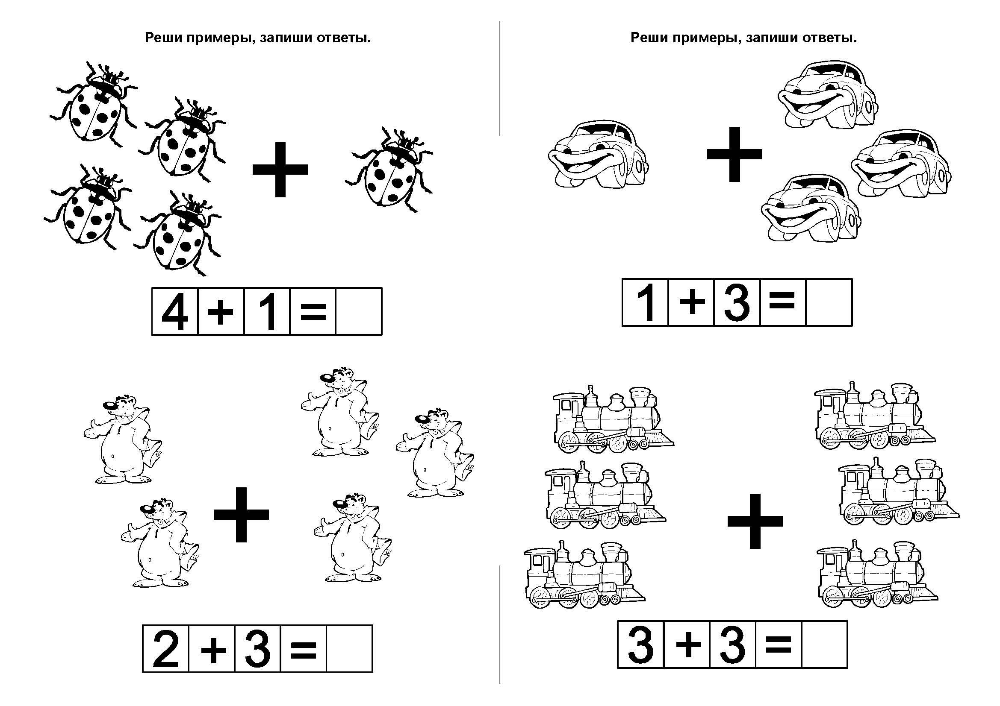 Реши примеры, запиши ответы.
4 + 1 =
2 + 3 =
Реши примеры, запиши ответы.
1 + 3 =
3 + 3 =